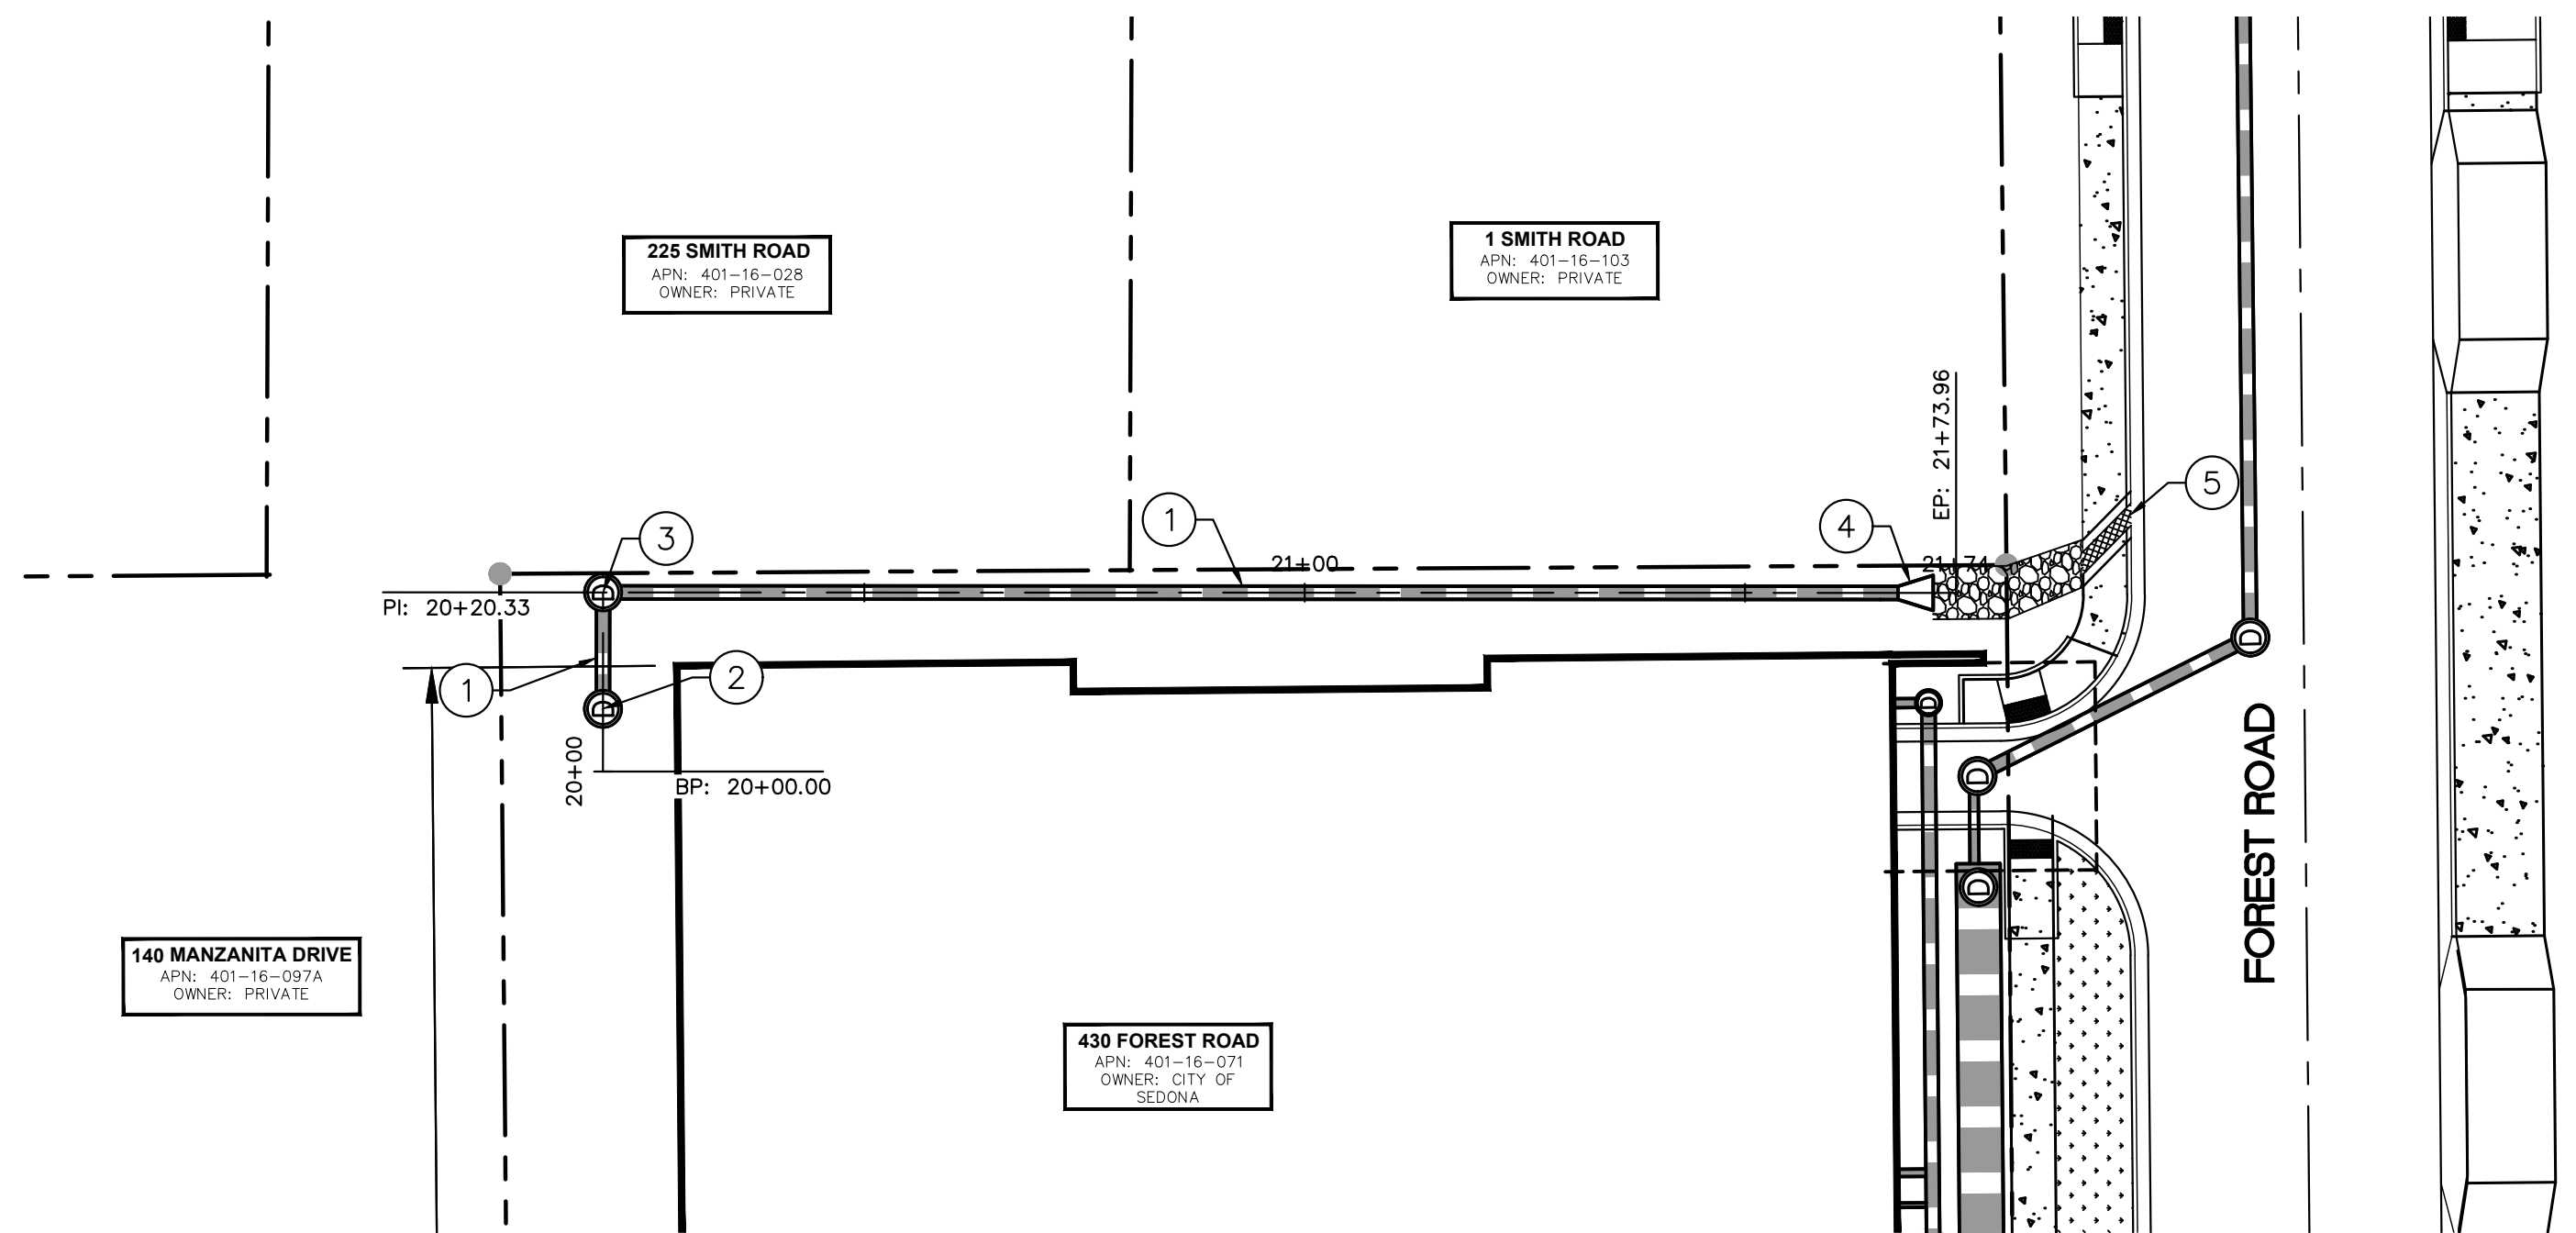 225 SMITH ROAD
APN: 401-16-028
OWNER: PRIVATE
1 SMITH ROAD
APN: 401-16-103
OWNER: PRIVATE
EP: 21+73.96
5
1
4
3
21+00
21+74
PI: 20+20.33
D
D
1
2
D
D
20+00
BP: 20+00.00
D
D
FOREST ROAD
140 MANZANITA DRIVE
APN: 401-16-097A
OWNER: PRIVATE
430 FOREST ROAD
APN: 401-16-071
OWNER: CITY OF
SEDONA